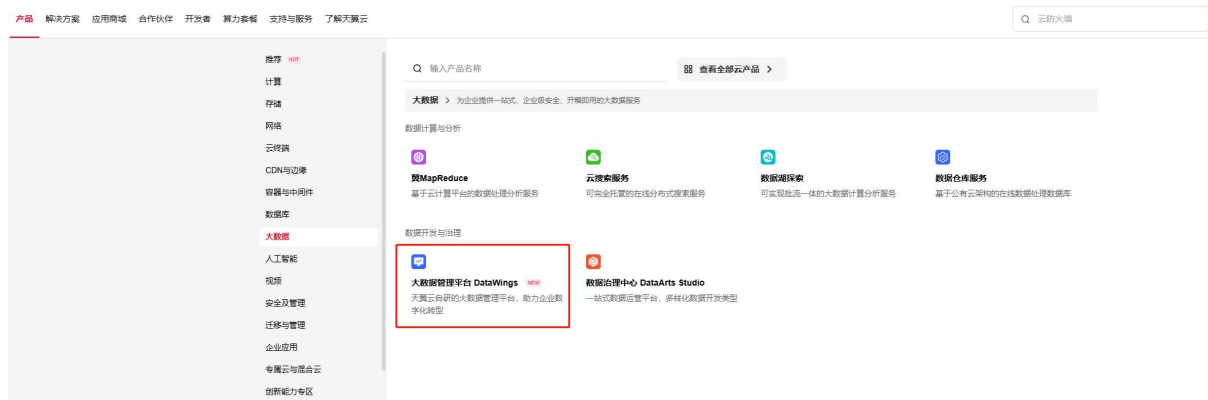 产品 解决方案 应用商城 合作伙伴 开发者 算力套餐 支持与服务 了解天翼云
云防火墙
推荐 HOT
计算
存储
网络
云终端
CDN与边缘
容器与中间件
数据库
大数据
人工智能
视频
安全及管理
迁移与管理
企业应用
专属云与混合云
创新能力专区
输入产品名称
查看全部云产品 >
大数据 > 为企业提供一站式、企业级安全、开箱即用的大数据服务
数据计算与分析
翼MapReduce
基于云计算平台的数据处理分析服务
云搜索服务
可完全托管的在线分布式搜索服务
数据湖探索
可实现批流一体的大数据计算分析服务
数据仓库服务
基于公有云架构的在线数据处理数据库
数据开发与治理
大数据管理平台 DataWings NEW
天翼云自研的大数据管理平台，助力企业数
字化转型
数据治理中心 DataArts Studio
一站式数据运营平台，多样化数据开发类型